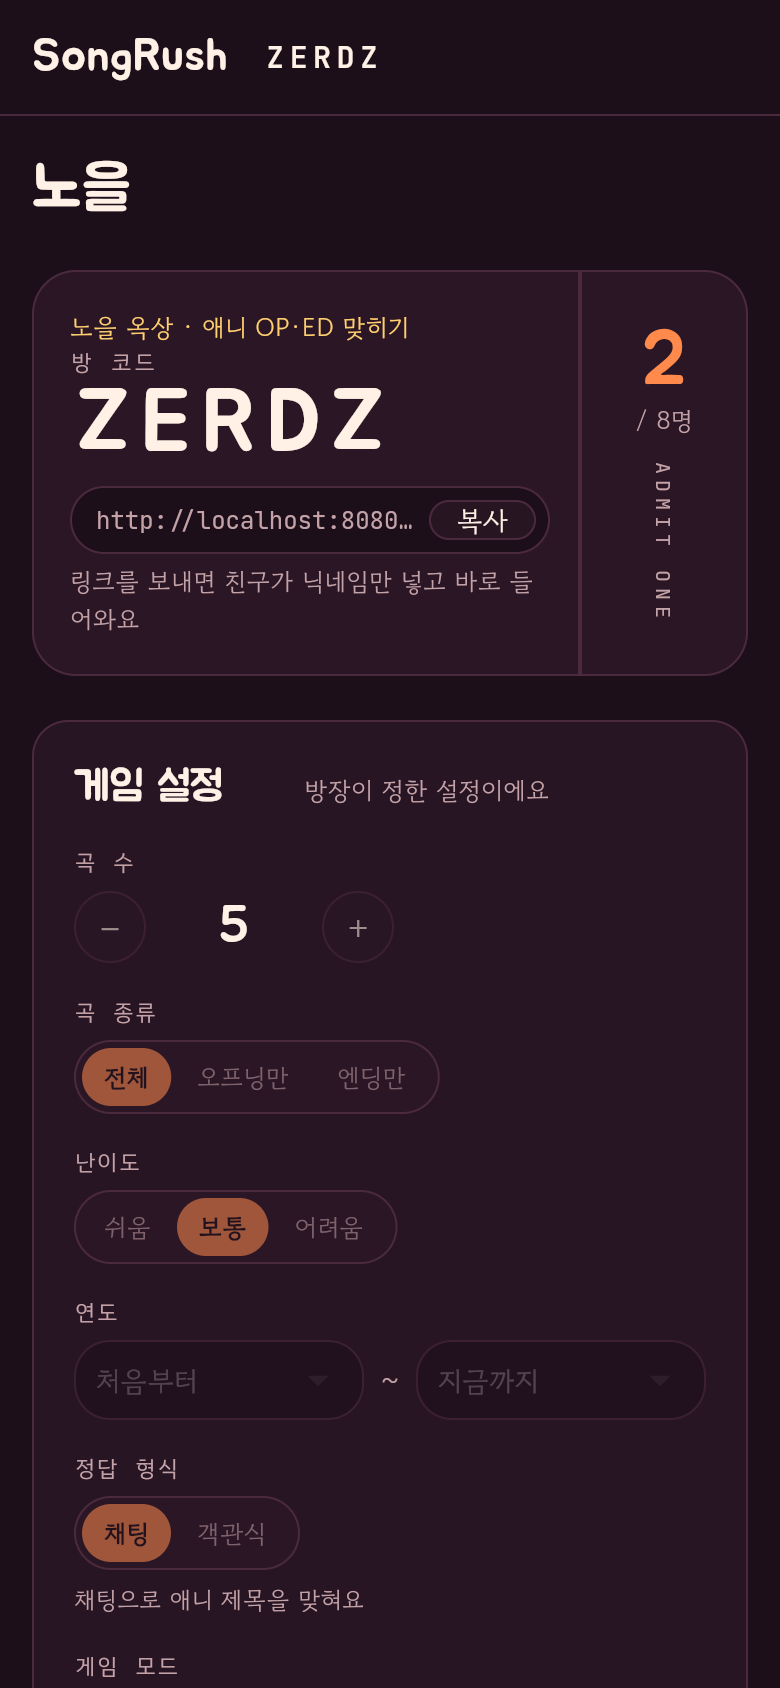 SongRush ZERDZ
노을
노을 옥상 · 애니 OP·ED 맞히기
방 코드
ZERDZ
http://localhost:8080… 복사
링크를 보내면 친구가 닉네임만 넣고 바로 들
어와요
2
/ 8명
ADMIT ONE
게임 설정 방장이 정한 설정이에요
곡 수
− 5 +
곡 종류
전체 오프닝만 엔딩만
난이도
쉬움 보통 어려움
연도
처음부터 ~ 지금까지
정답 형식
채팅 객관식
채팅으로 애니 제목을 맞혀요
게임 모드